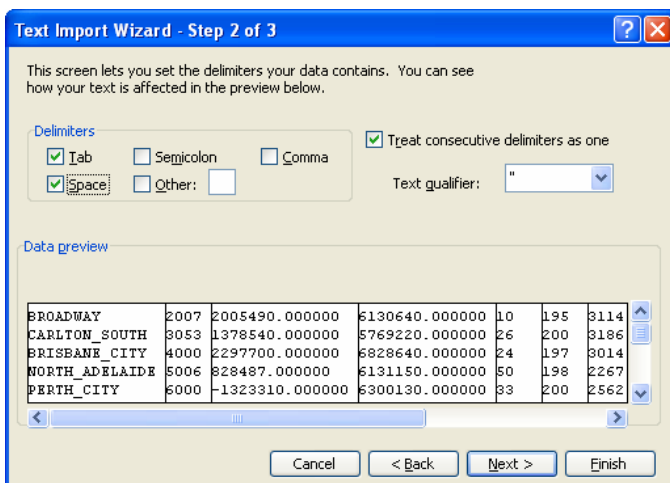 Text Import Wizard - Step 2 of 3
This screen lets you set the delimiters your data contains. You can see
how your text is affected in the preview below.
Delimiters
Tab Semicolon Comma
Space Other:
Treat consecutive delimiters as one
Text qualifier: "
Data preview
BROADWAY 2007 2005490.000000 6130640.000000 10 195 3114
CARLTON_SOUTH 3053 1378540.000000 5769220.000000 26 200 3186
BRISBANE_CITY 4000 2297700.000000 6828640.000000 24 197 3014
NORTH_ADELAIDE 5006 828487.000000 6131150.000000 50 198 2267
PERTH_CITY 6000 -1323310.000000 6300130.000000 33 200 2562
Cancel < Back Next > Finish